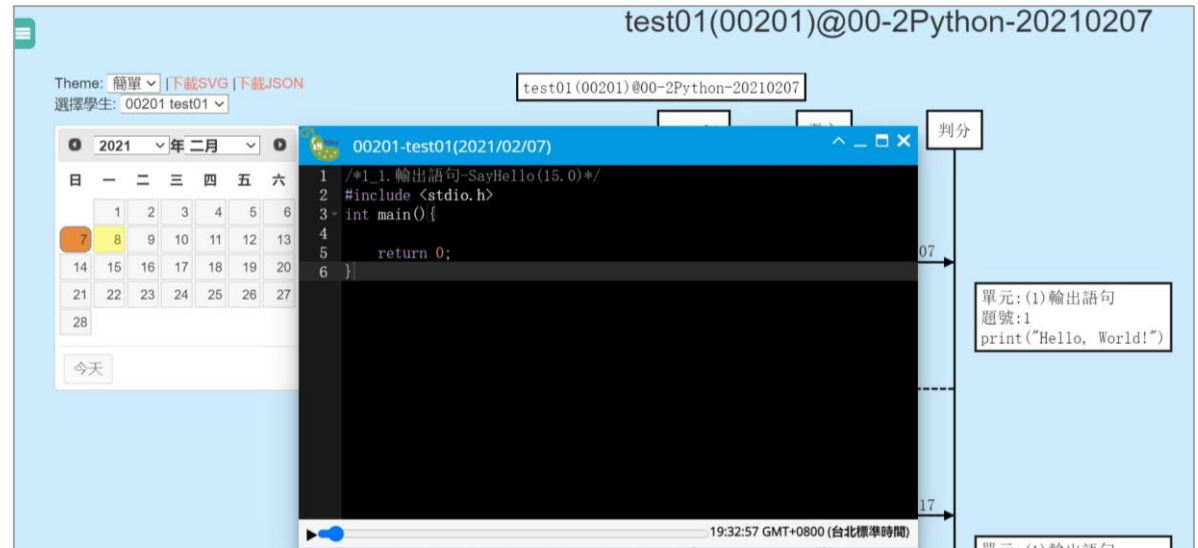 test01(00201)@00-2Python-20210207
Theme: 簡單 |下載SVG |下載JSON
選擇學生: 00201 test01
test01(00201)@00-2Python-20210207
判分
2021 年 二月
日 一 二 三 四 五 六
1 2 3 4 5 6
7 8 9 10 11 12 13
14 15 16 17 18 19 20
21 22 23 24 25 26 27
28
今天
00201-test01(2021/02/07)
1 /*1_1.輸出語句-SayHello(15.0)*/
2 #include <stdio.h>
3 int main(){
4
5 return 0;
6 }
19:32:57 GMT+0800 (台北標準時間)
07
單元:(1)輸出語句
題號:1
print("Hello, World!")
17